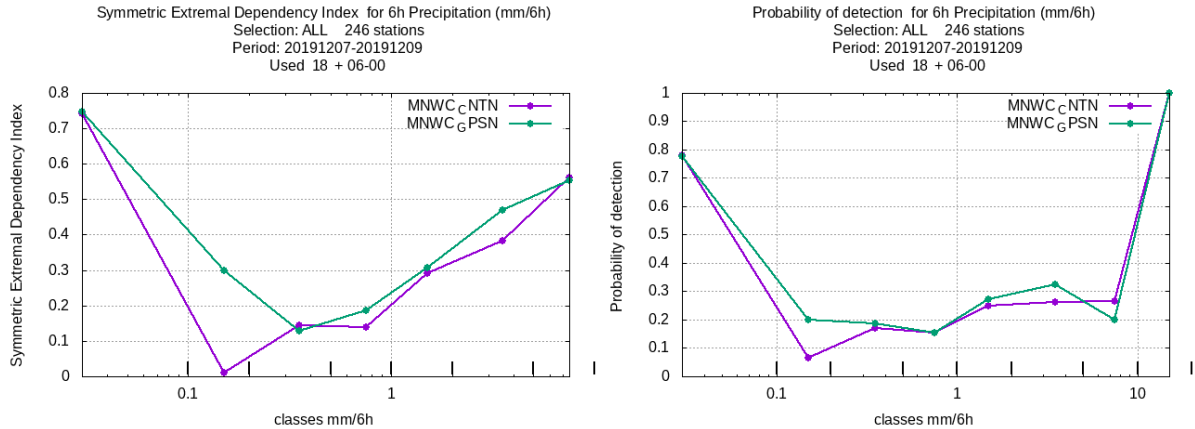 Symmetric Extremal Dependency Index for 6h Precipitation (mm/6h)
Selection: ALL 246 stations
Period: 20191207-20191209
Used 18 + 06-00
Symmetric Extremal Dependency Index
0.8
0.7
0.6
0.5
0.4
0.3
0.2
0.1
0
MNWC_CNTN
MNWC_GPSN
0.1
1
classes mm/6h
Probability of detection for 6h Precipitation (mm/6h)
Selection: ALL 246 stations
Period: 20191207-20191209
Used 18 + 06-00
Probability of detection
1
0.9
0.8
0.7
0.6
0.5
0.4
0.3
0.2
0.1
0
MNWC_CNTN
MNWC_GPSN
0.1
1
10
classes mm/6h